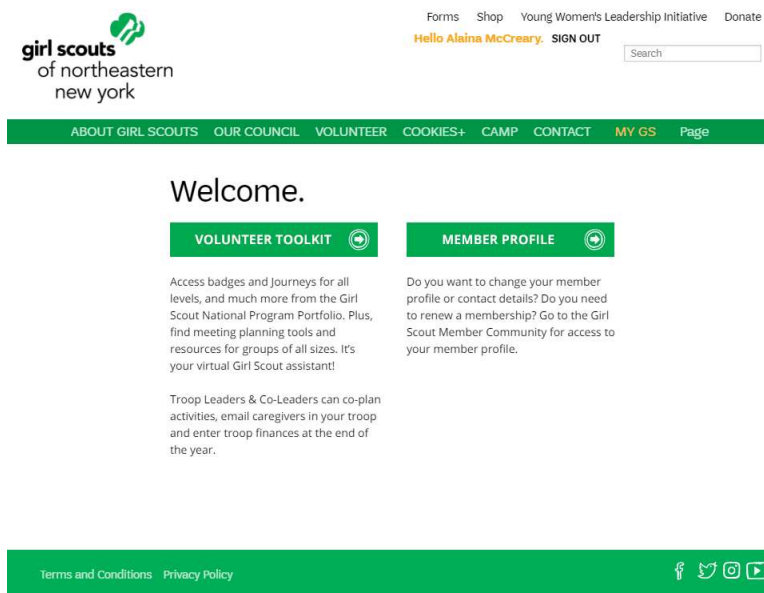 girl scouts
of northeastern
new york
Forms Shop Young Women's Leadership Initiative Donate
Hello Alaina McCreary. SIGN OUT
Search
ABOUT GIRL SCOUTS OUR COUNCIL VOLUNTEER COOKIES+ CAMP CONTACT MY GS Page
Welcome.
VOLUNTEER TOOLKIT
Access badges and Journeys for all
levels, and much more from the Girl
Scout National Program Portfolio. Plus,
find meeting planning tools and
resources for groups of all sizes. It's
your virtual Girl Scout assistant!
Troop Leaders & Co-Leaders can co-plan
activities, email caregivers in your troop
and enter troop finances at the end of
the year.
MEMBER PROFILE
Do you want to change your member
profile or contact details? Do you need
to renew a membership? Go to the Girl
Scout Member Community for access to
your member profile.
Terms and Conditions Privacy Policy